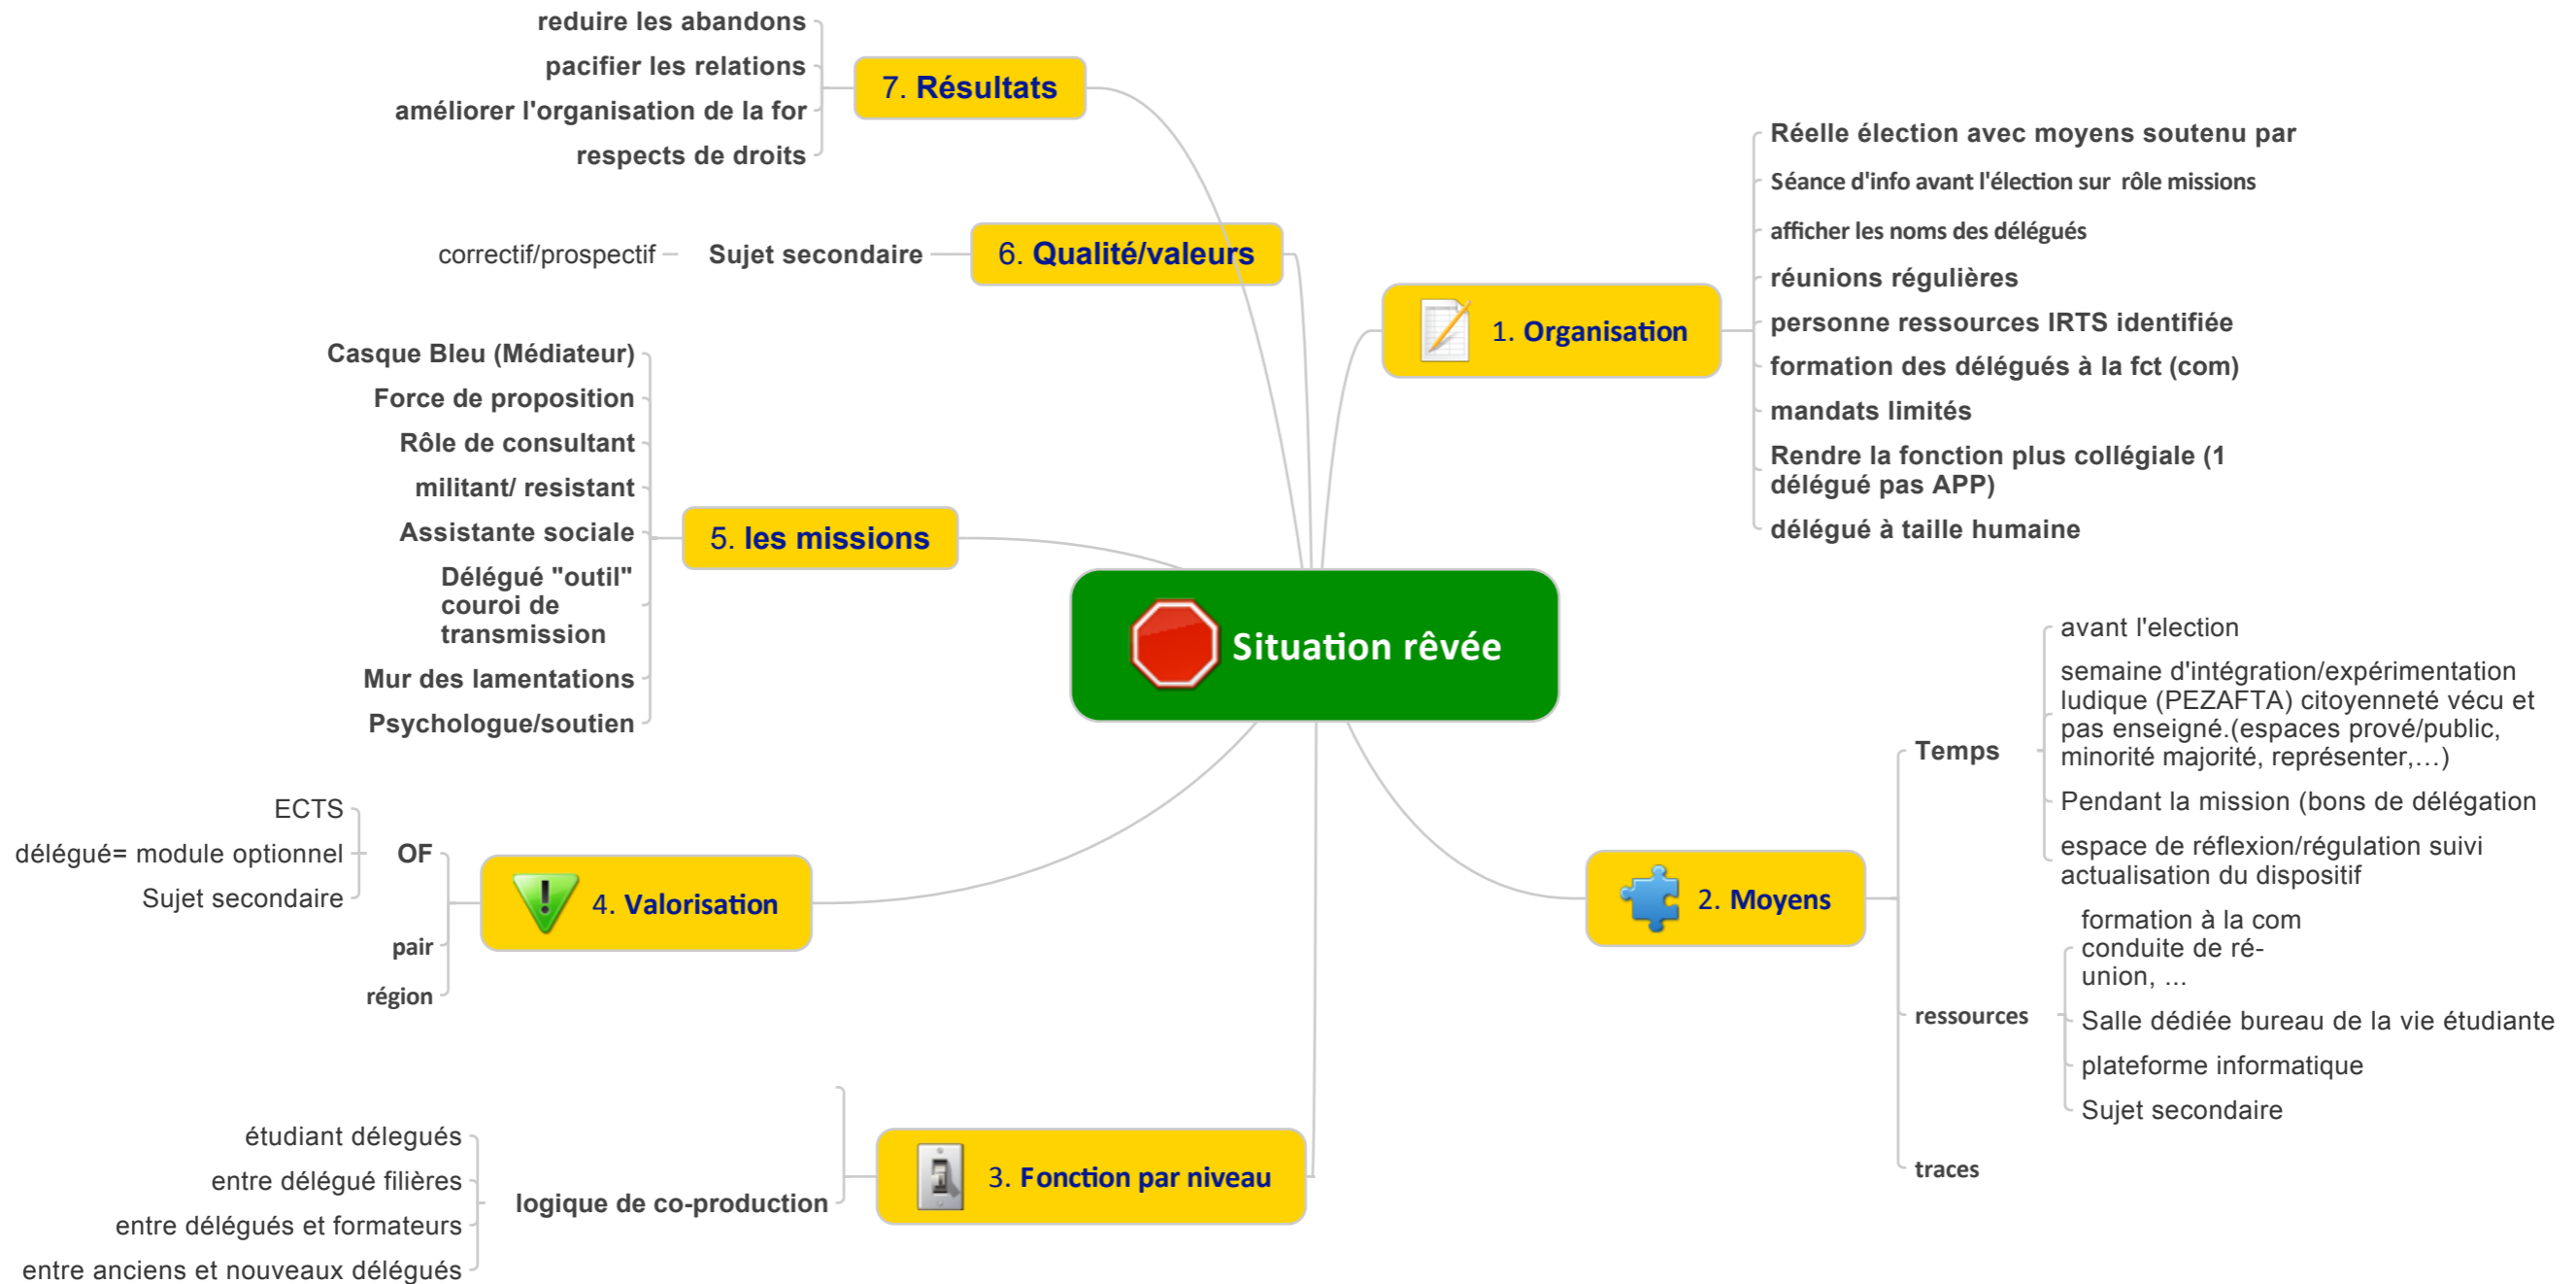 Situation rêvée
1. Organisation
Réelle élection avec moyens soutenu par
Séance d'info avant l'élection sur  rôle missions
afficher les noms des délégués
réunions régulières
personne ressources IRTS identifiée
formation des délégués à la fct (com)
mandats limités
Rendre la fonction plus collégiale (1
délégué pas APP)
délégué à taille humaine
2. Moyens
Temps
avant l'election
semaine d'intégration/expérimentation
ludique (PEZAFTA) citoyenneté vécu et
pas enseigné.(espaces prové/public,
minorité majorité, représenter,…)
Pendant la mission (bons de délégation
espace de réflexion/régulation suivi
actualisation du dispositif
ressources
formation à la com
conduite de ré-
union, ...
Salle dédiée bureau de la vie étudiante
plateforme informatique
Sujet secondaire
traces
3. Fonction par niveau
logique de co-production
étudiant délegués
entre délégué filières
entre délégués et formateurs
entre anciens et nouveaux délégués
4. Valorisation
OF
ECTS
délégué= module optionnel
Sujet secondaire
pair
région
5. les missions
Casque Bleu (Médiateur)
Force de proposition
Rôle de consultant
militant/ resistant
Assistante sociale
Délégué "outil"
couroi de
transmission
Mur des lamentations
Psychologue/soutien
6. Qualité/valeurs
Sujet secondaire
correctif/prospectif
7. Résultats
reduire les abandons
pacifier les relations
améliorer l'organisation de la for
respects de droits